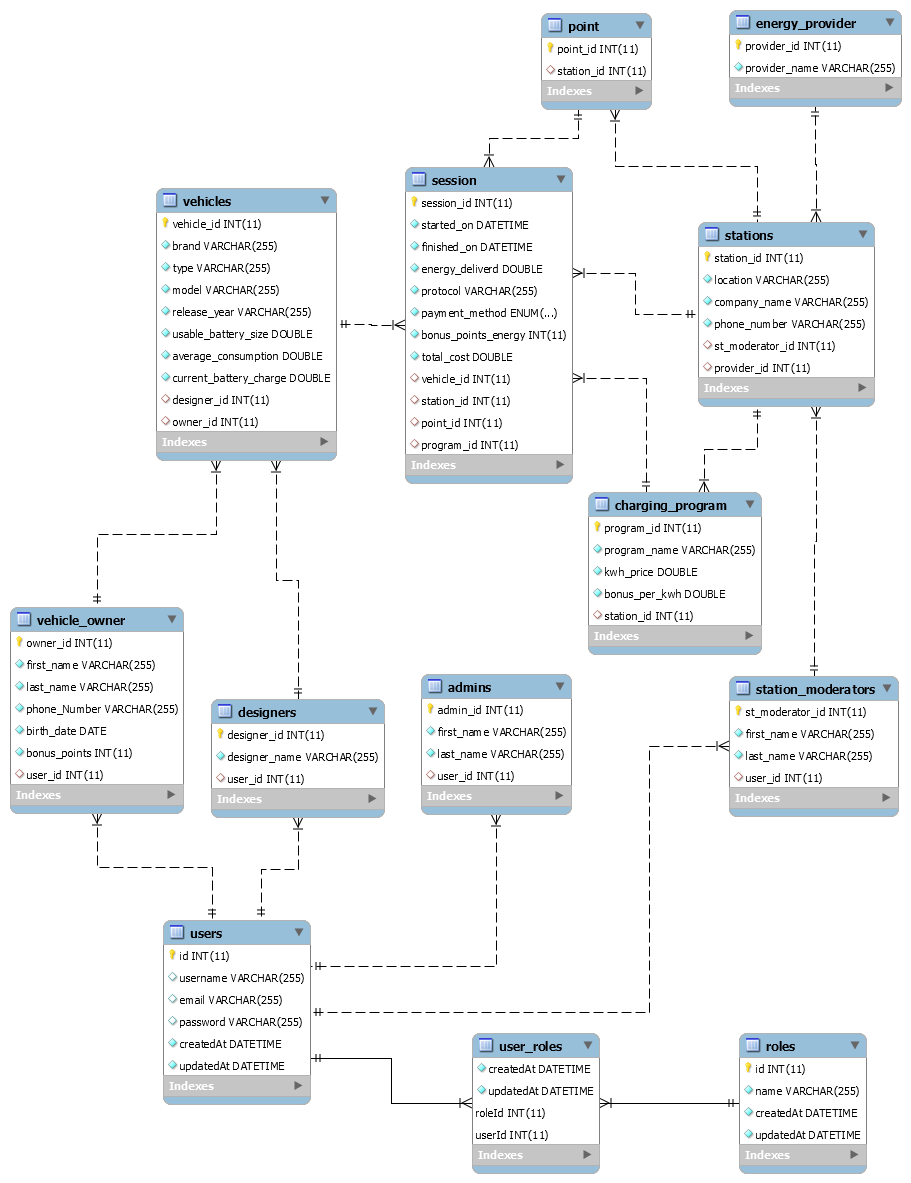 point
point_id INT(11)
station_id INT(11)
Indexes
energy_provider
provider_id INT(11)
provider_name VARCHAR(255)
Indexes
vehicles
vehicle_id INT(11)
brand VARCHAR(255)
type VARCHAR(255)
model VARCHAR(255)
release_year VARCHAR(255)
usable_battery_size DOUBLE
average_consumption DOUBLE
current_battery_charge DOUBLE
designer_id INT(11)
owner_id INT(11)
Indexes
session
session_id INT(11)
started_on DATETIME
finished_on DATETIME
energy_deliverd DOUBLE
protocol VARCHAR(255)
payment_method ENUM(...)
bonus_points_energy INT(11)
total_cost DOUBLE
vehicle_id INT(11)
station_id INT(11)
point_id INT(11)
program_id INT(11)
Indexes
stations
station_id INT(11)
location VARCHAR(255)
company_name VARCHAR(255)
phone_number VARCHAR(255)
st_moderator_id INT(11)
provider_id INT(11)
Indexes
charging_program
program_id INT(11)
program_name VARCHAR(255)
kwh_price DOUBLE
bonus_per_kwh DOUBLE
station_id INT(11)
Indexes
vehicle_owner
owner_id INT(11)
first_name VARCHAR(255)
last_name VARCHAR(255)
phone_Number VARCHAR(255)
birth_date DATE
bonus_points INT(11)
user_id INT(11)
Indexes
designers
designer_id INT(11)
designer_name VARCHAR(255)
user_id INT(11)
Indexes
admins
admin_id INT(11)
first_name VARCHAR(255)
last_name VARCHAR(255)
user_id INT(11)
Indexes
station_moderators
st_moderator_id INT(11)
first_name VARCHAR(255)
last_name VARCHAR(255)
user_id INT(11)
Indexes
users
id INT(11)
username VARCHAR(255)
email VARCHAR(255)
password VARCHAR(255)
createdAt DATETIME
updatedAt DATETIME
Indexes
user_roles
createdAt DATETIME
updatedAt DATETIME
roleId INT(11)
userId INT(11)
Indexes
roles
id INT(11)
name VARCHAR(255)
createdAt DATETIME
updatedAt DATETIME
Indexes